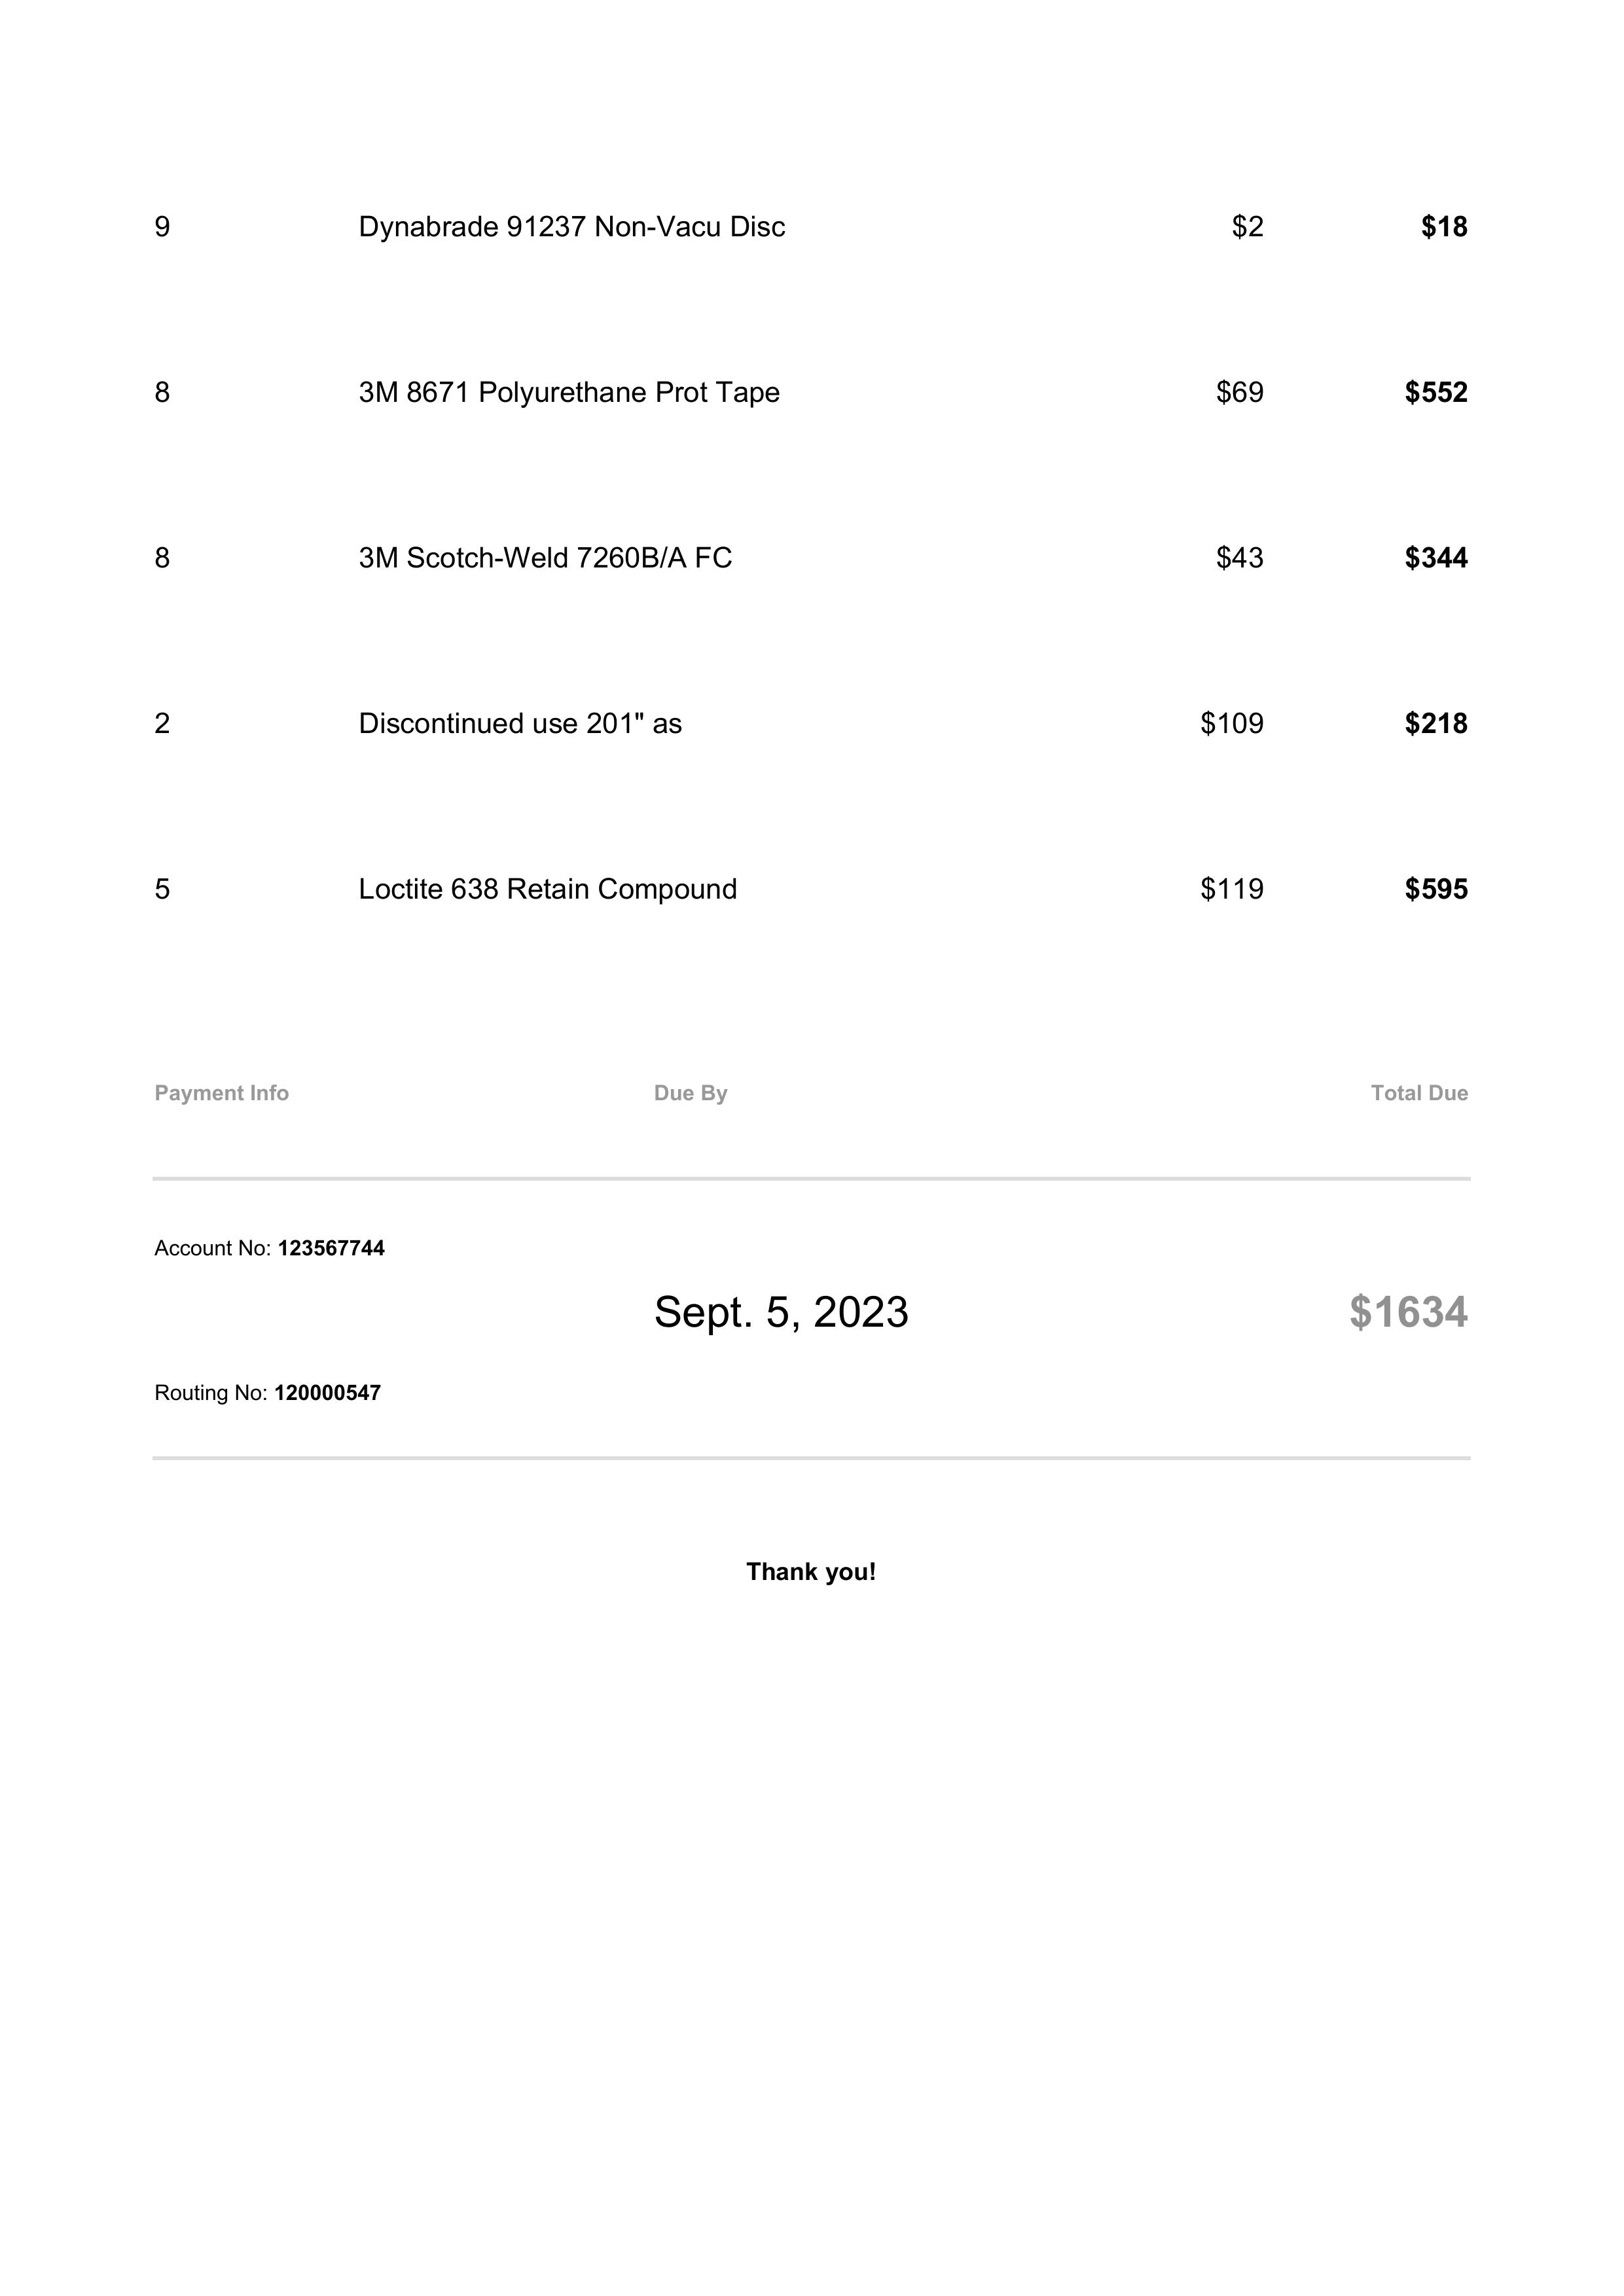 9 Dynabrade 91237 Non-Vacu Disc $2 $18
8 3M 8671 Polyurethane Prot Tape $69 $552
8 3M Scotch-Weld 7260B/A FC $43 $344
2 Discontinued use 201" as $109 $218
5 Loctite 638 Retain Compound $119 $595
Payment Info Due By Total Due
Account No: 123567744
Sept. 5, 2023 $1634
Routing No: 120000547
Thank you!